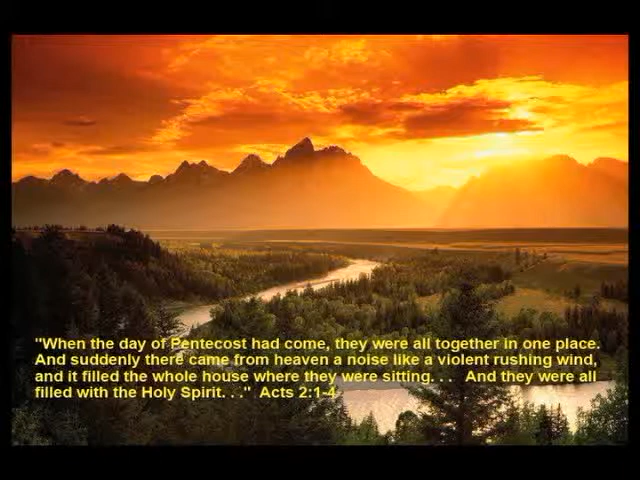 "When the day of Pentecost had come, they were all together in one place.
And suddenly there came from heaven a noise like a violent rushing wind,
and it filled the whole house where they were sitting. . .   And they were all
filled with the Holy Spirit. . ."  Acts 2:1-4